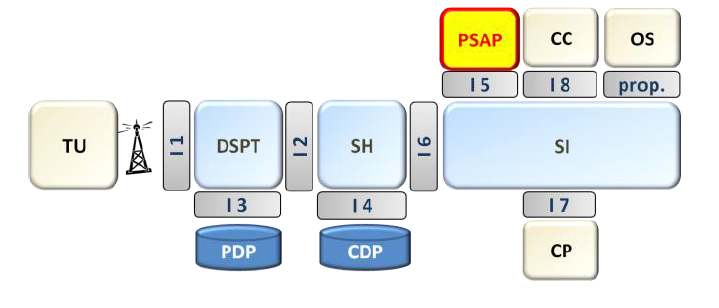 PSAP CC OS
I 5 I 8 prop.
TU I 1 DSPT I 2 SH I 6 SI
I 3 I 4 I 7
PDP CDP CP